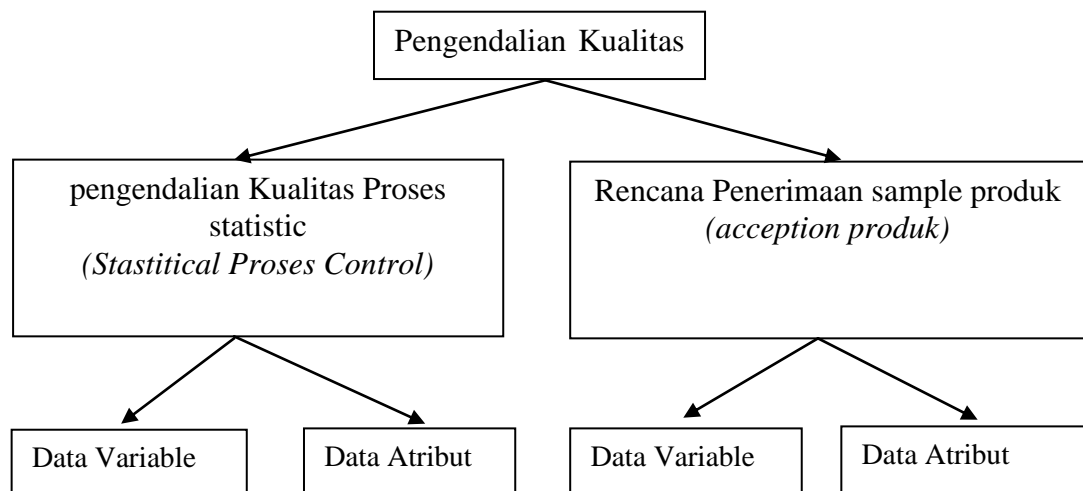 Pengendalian Kualitas
pengendalian Kualitas Proses
statistic
(Stastitical Proses Control)
Rencana Penerimaan sample produk
(acception produk)
Data Variable
Data Atribut
Data Variable
Data Atribut